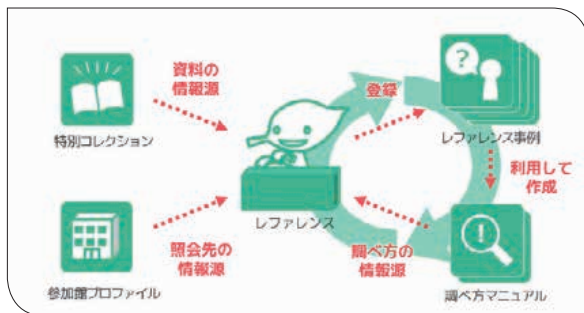 資料の
情報源
特別コレクション
登録
レファレンス事例
利用して
作成
レファレンス
照会先の
情報源
調べ方の
情報源
参加館プロファイル
調べ方マニュアル